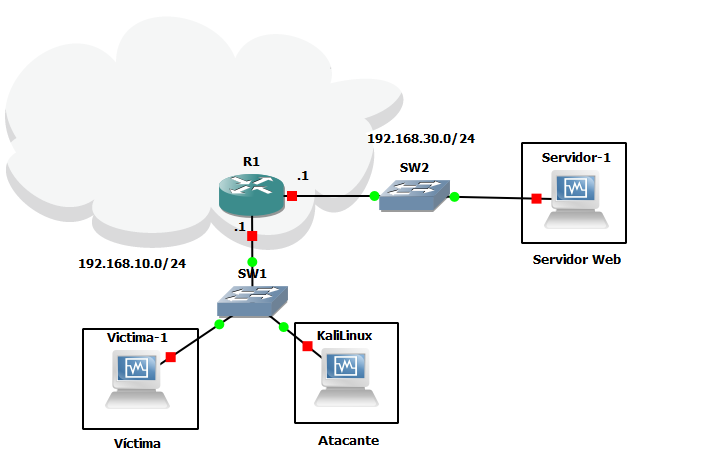 192.168.30.0/24
R1
.1
SW2
Servidor-1
.1
Servidor Web
192.168.10.0/24
SW1
Victima-1
KaliLinux
Víctima
Atacante